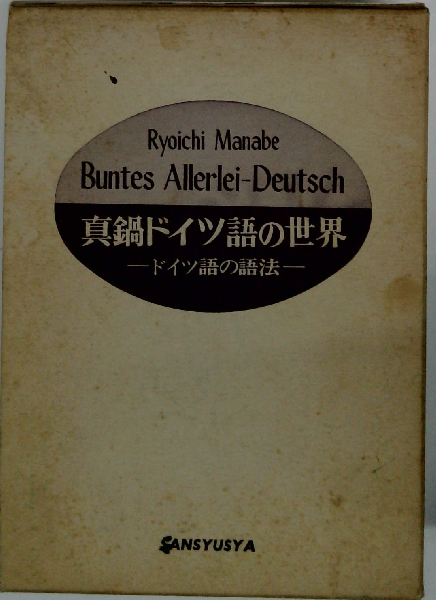 Ryoichi Manabe
Buntes Allerlei-Deutsch
真鍋ドイツ語の世界
—ドイツ語の語法—
SANSYUSYA